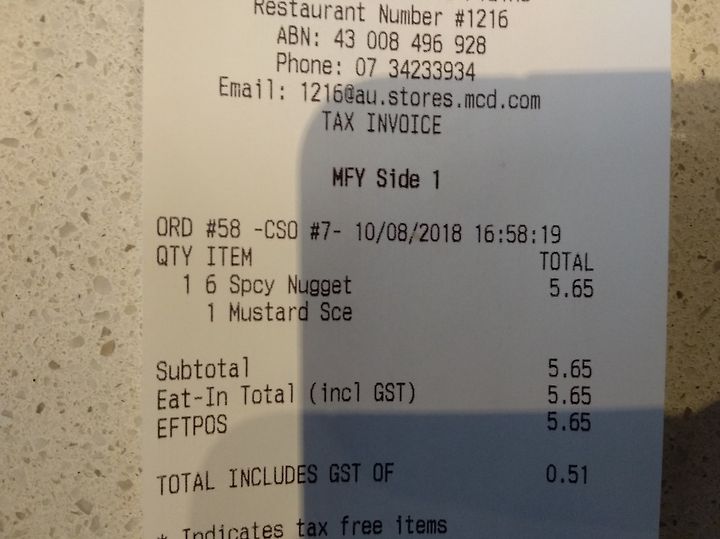 Restaurant Number #1216
ABN: 43 008 496 928
Phone: 07 34233934
Email: 1216@au.stores.mcd.com
TAX INVOICE
MFY Side 1
ORD #58 -CSO #7- 10/08/2018 16:58:19
QTY ITEM TOTAL
1 6 Spcy Nugget 5.65
1 Mustard Sce
Subtotal 5.65
Eat-In Total (incl GST) 5.65
EFTPOS 5.65
TOTAL INCLUDES GST OF 0.51
* Indicates tax free items